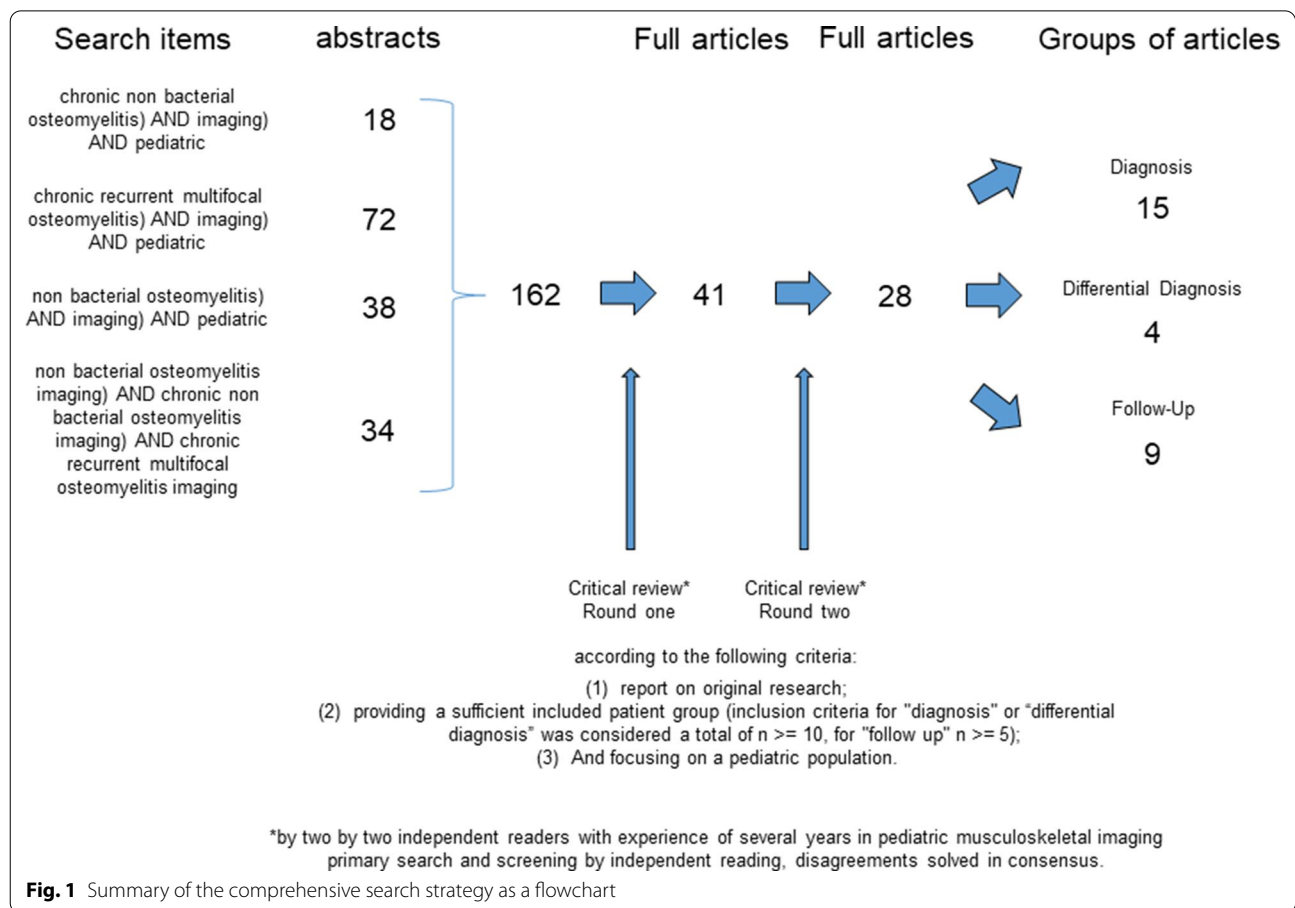 Search items
abstracts
Full articles
Full articles
Groups of articles
chronic non bacterial
osteomyelitis) AND imaging)
AND pediatric
18
chronic recurrent multifocal
osteomyelitis) AND imaging)
AND pediatric
72
non bacterial osteomyelitis)
AND imaging) AND pediatric
38
non bacterial osteomyelitis
imaging) AND chronic non
bacterial osteomyelitis
imaging) AND chronic
recurrent multifocal
osteomyelitis imaging
34
162
41
28
Diagnosis
15
Differential Diagnosis
4
Follow-Up
9
Critical review*
Round one
Critical review*
Round two
according to the following criteria:
(1) report on original research;
(2) providing a sufficient included patient group (inclusion criteria for "diagnosis" or “differential
diagnosis” was considered a total of n >= 10, for "follow up" n >= 5);
(3) And focusing on a pediatric population.
*by two by two independent readers with experience of several years in pediatric musculoskeletal imaging
primary search and screening by independent reading, disagreements solved in consensus.
Fig. 1 Summary of the comprehensive search strategy as a flowchart